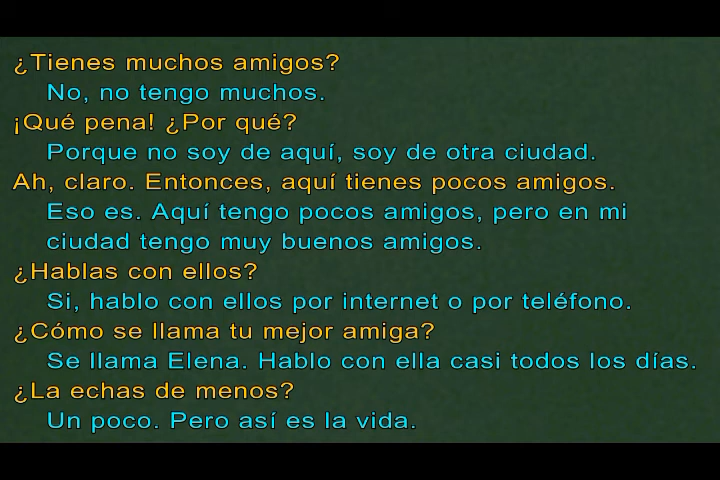 ¿Tienes muchos amigos?
No, no tengo muchos.
¡Qué pena! ¿Por qué?
Porque no soy de aquí, soy de otra ciudad.
Ah, claro. Entonces, aquí tienes pocos amigos.
Eso es. Aquí tengo pocos amigos, pero en mi
ciudad tengo muy buenos amigos.
¿Hablas con ellos?
Si, hablo con ellos por internet o por teléfono.
¿Cómo se llama tu mejor amiga?
Se llama Elena. Hablo con ella casi todos los días.
¿La echas de menos?
Un poco. Pero así es la vida.